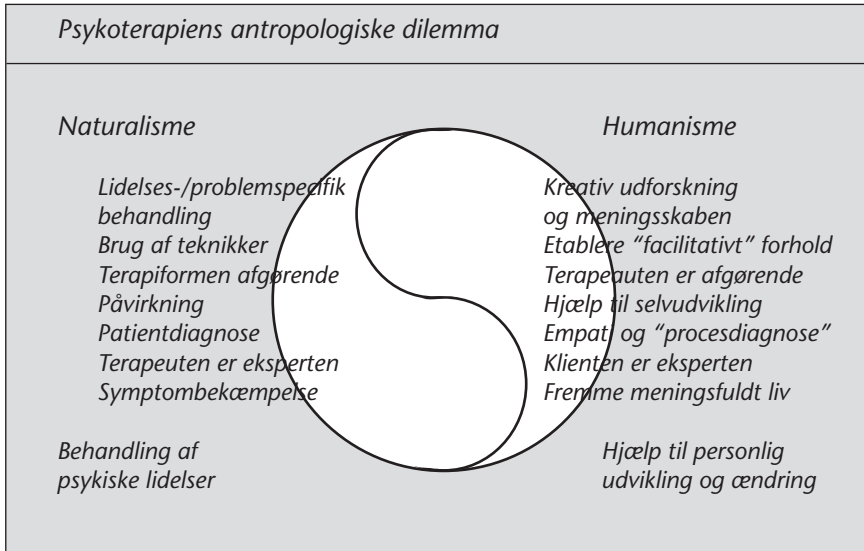 Psykoterapiens antropologiske dilemma
Naturalisme
Lidelses-/problemspecifik
behandling
Brug af teknikker
Terapiformen afgørende
Påvirkning
Patientdiagnose
Terapeuten er eksperten
Symptombekæmpelse
Behandling af
psykiske lidelser
Humanisme
Kreativ udforskning
og meningsskaben
Etablere “facilitativt” forhold
Terapeauten er afgørende
Hjælp til selvudvikling
Empati og “procesdiagnose”
Klienten er eksperten
Fremme meningsfuldt liv
Hjælp til personlig
udvikling og ændring